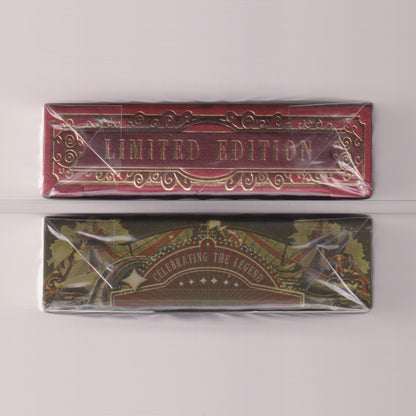 LIMITED EDITION
CELEBRATING THE LEGEND